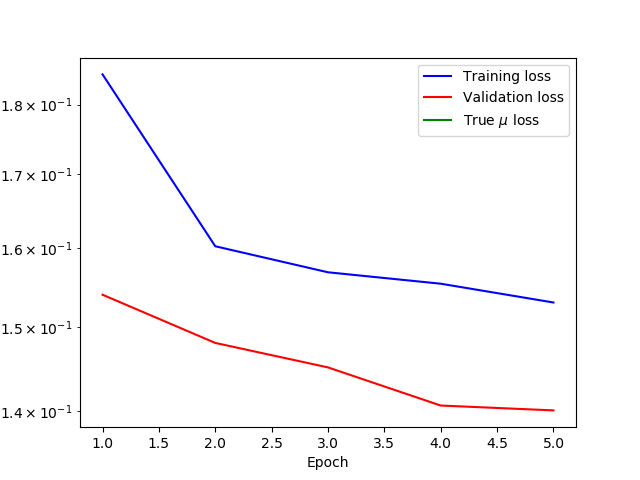 Training loss
Validation loss
True μ loss
1.8 × 10⁻¹
1.7 × 10⁻¹
1.6 × 10⁻¹
1.5 × 10⁻¹
1.4 × 10⁻¹
1.0 1.5 2.0 2.5 3.0 3.5 4.0 4.5 5.0
Epoch